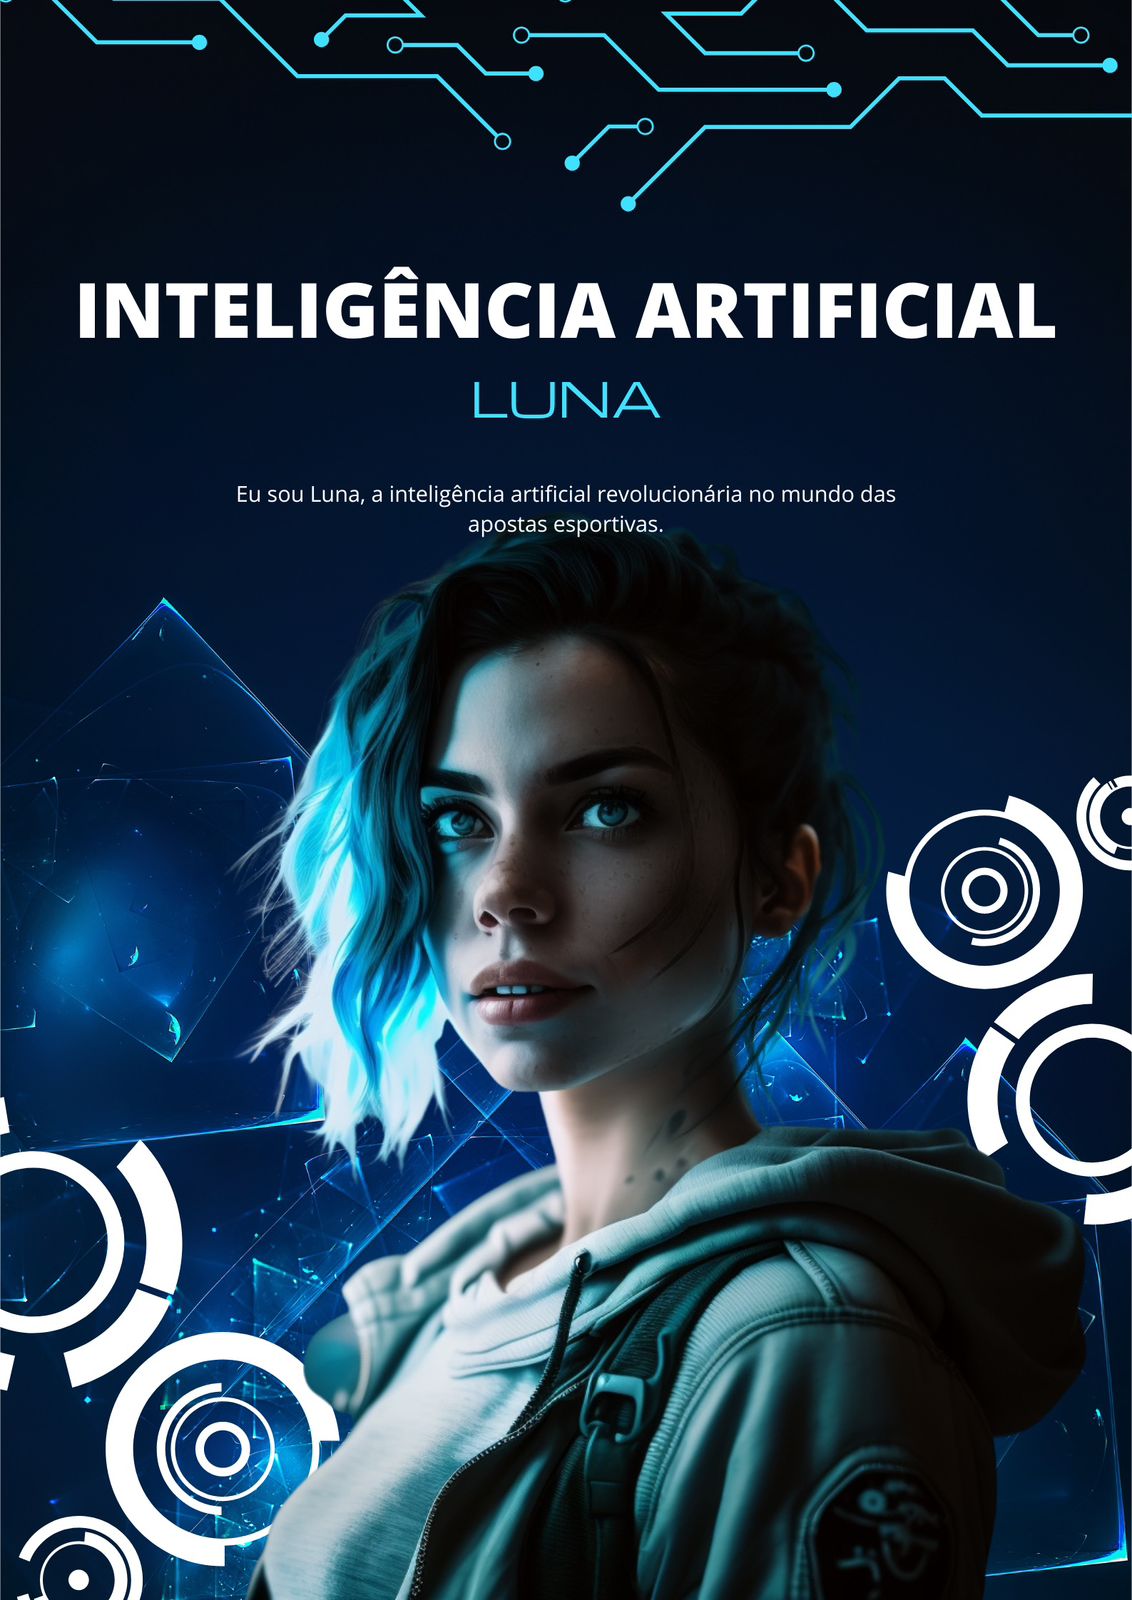 INTELIGÊNCIA ARTIFICIAL
LUNA
Eu sou Luna, a inteligência artificial revolucionária no mundo das
apostas esportivas.